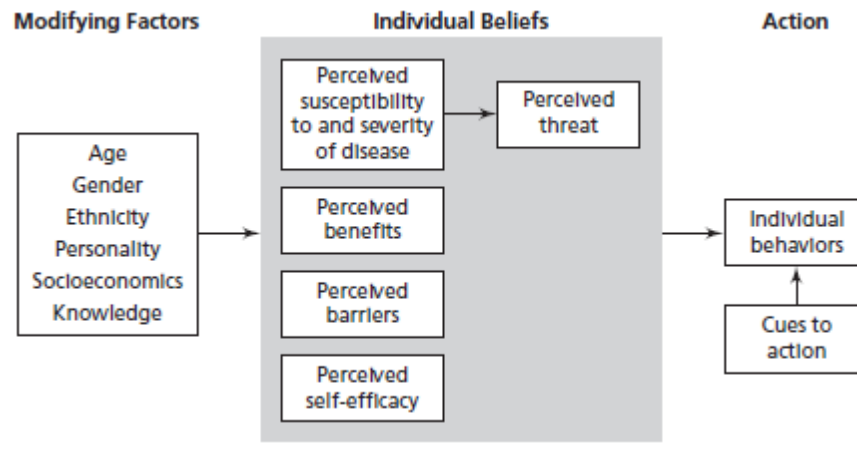 Modifying Factors
Individual Beliefs
Action
Age
Gender
Ethnicity
Personality
Socioeconomics
Knowledge
Perceived
susceptibility
to and severity
of disease
Perceived
threat
Perceived
benefits
Perceived
barriers
Perceived
self-efficacy
Individual
behaviors
Cues to
action